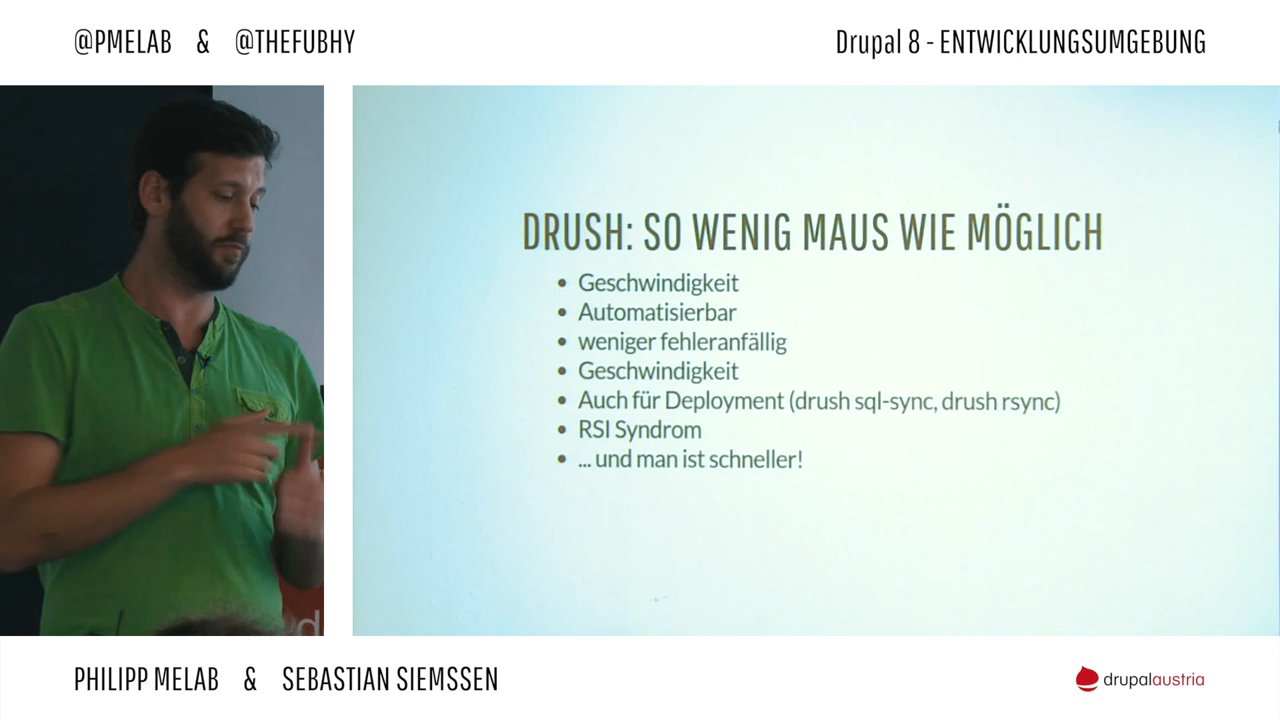 @PMELAB & @THEFUBHY
Drupal 8 - ENTWICKLUNGSUMGEBUNG
DRUSH: SO WENIG MAUS WIE MÖGLICH
• Geschwindigkeit
• Automatisierbar
• weniger fehleranfällig
• Geschwindigkeit
• Auch für Deployment (drush sql-sync, drush rsync)
• RSI Syndrom
• ... und man ist schneller!
d
PHILIPP MELAB & SEBASTIAN SIEMSSEN
drupalaustria